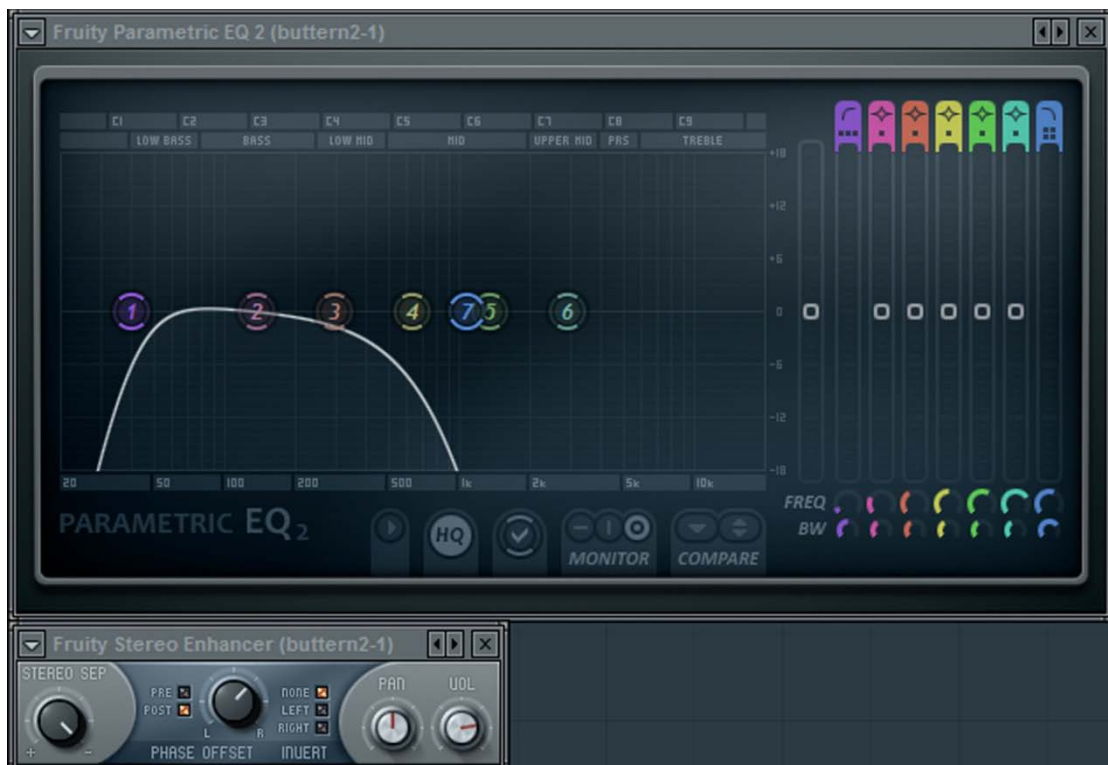 Fruity Parametric EQ 2 (buttern2-1)
C1 C2 C3 C4 C5 C6 C7 C8 C9
LOW BASS BASS LOW MID MID UPPER MID PRS TREBLE
+18
+12
+6
1 2 3 4 7 5 6 0
-6
-12
-18
20 50 100 200 500 1k 2k 5k 10k
FREQ
BW
PARAMETRIC EQ 2
HQ
MONITOR COMPARE
Fruity Stereo Enhancer (buttern2-1)
STEREO SEP
PRE NONE PAN VOL
POST LEFT
L R RIGHT
+ - PHASE OFFSET INVERT